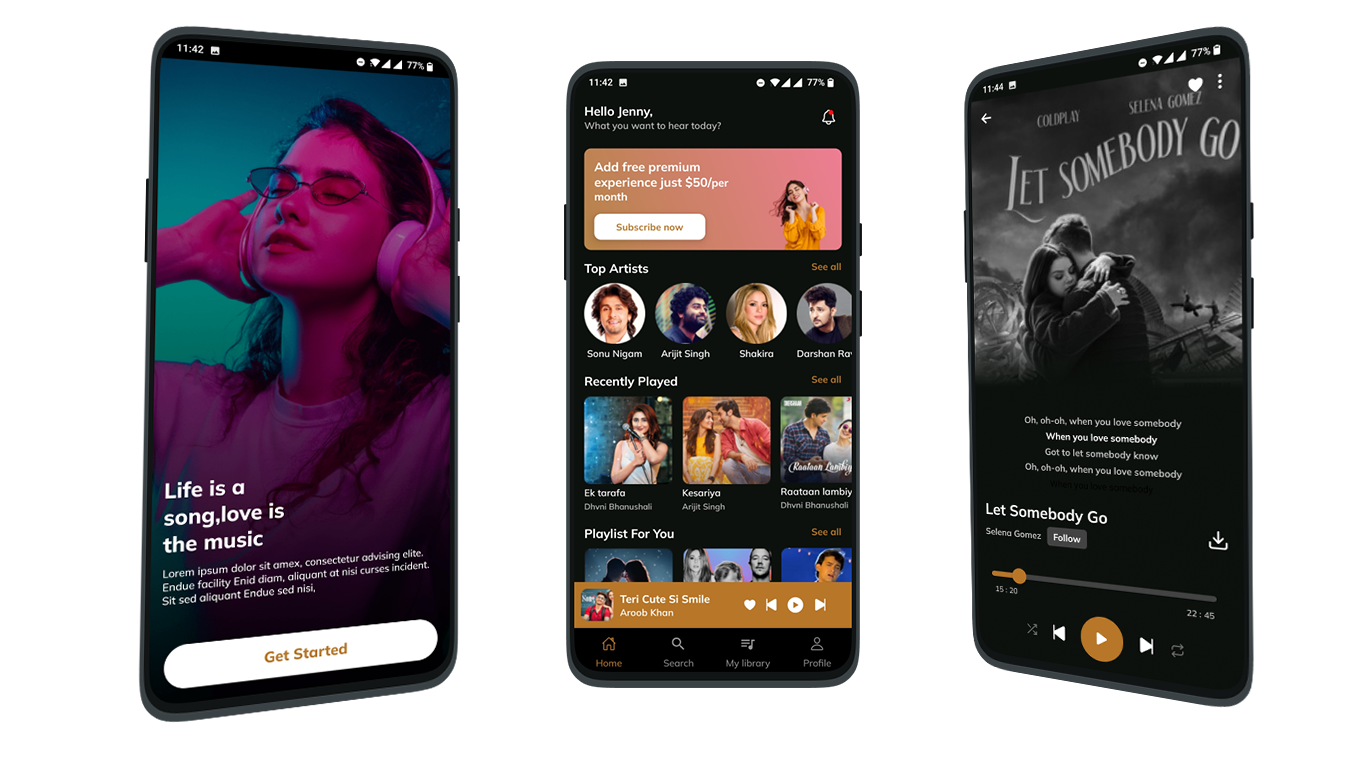 11:42
77%
Life is a
song,love is
the music
Lorem ipsum dolor sit amex, consectetur advising elite.
Endue facility Enid diam, aliquant at nisi curses incident.
Sit sed aliquant Endue sed nisi,
Get Started
11:42
77%
Hello Jenny,
What you want to hear today?
Add free premium
experience just $50/per
month
Subscribe now
Top Artists See all
Sonu Nigam Arijit Singh Shakira Darshan Rav
Recently Played See all
Raataan Lambiy
Ek tarafa Kesariya Raataan lambiy
Dhvni Bhanushali Arijit Singh Dhvni Bhanushali
Playlist For You See all
Teri Cute Si Smile
Aroob Khan
Home Search My library Profile
11:44
77%
COLDPLAY SELENA GOMEZ
LET SOMEBODY GO
Oh, oh-oh, when you love somebody
When you love somebody
Got to let somebody know
Oh, oh-oh, when you love somebody
When you love somebody
Let Somebody Go
Selena Gomez Follow
15 : 20
22 : 45